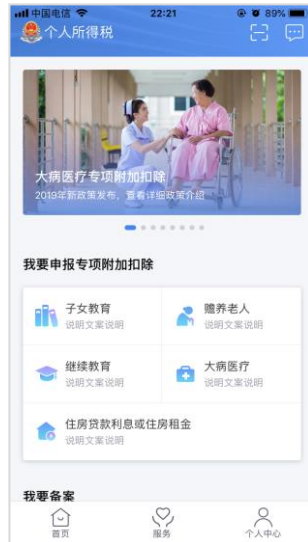 中国电信 22:21 89%
个人所得税
大病医疗专项附加扣除
2019年新政策发布，查看详细政策介绍
我要申报专项附加扣除
子女教育 赡养老人
说明文案说明 说明文案说明
继续教育 大病医疗
说明文案说明 说明文案说明
住房贷款利息或住房租金
说明文案说明
我要备案
首页 服务 个人中心